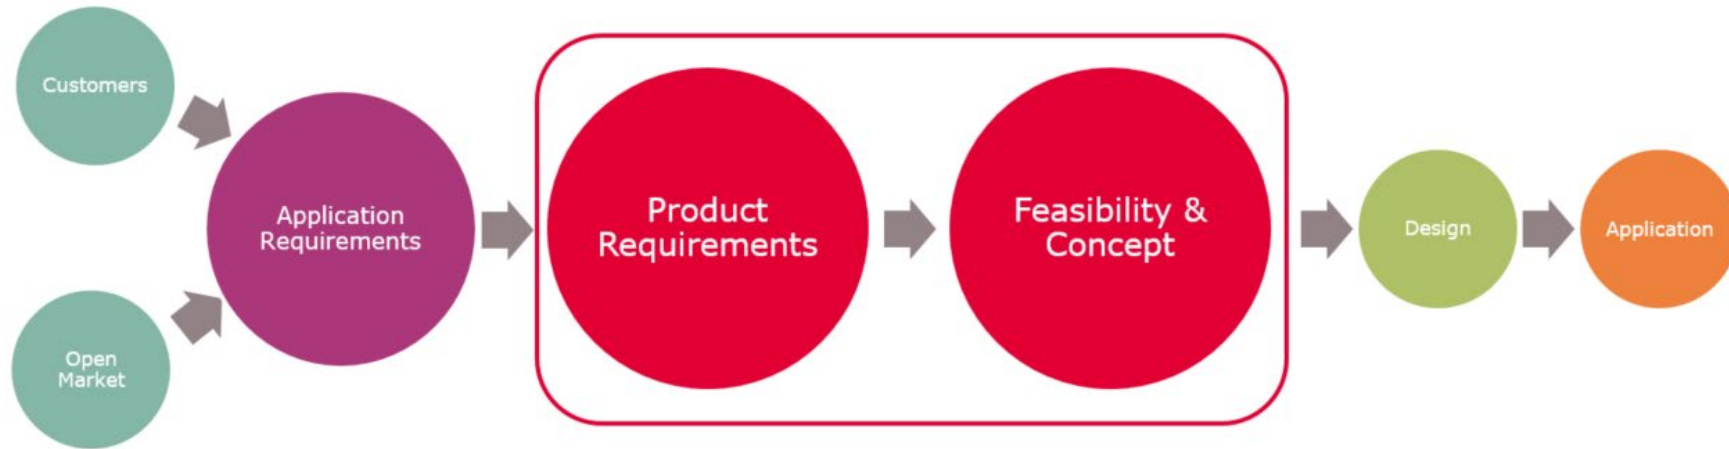 Customers
Open
Market
Application
Requirements
Product
Requirements
Feasibility &
Concept
Design
Application